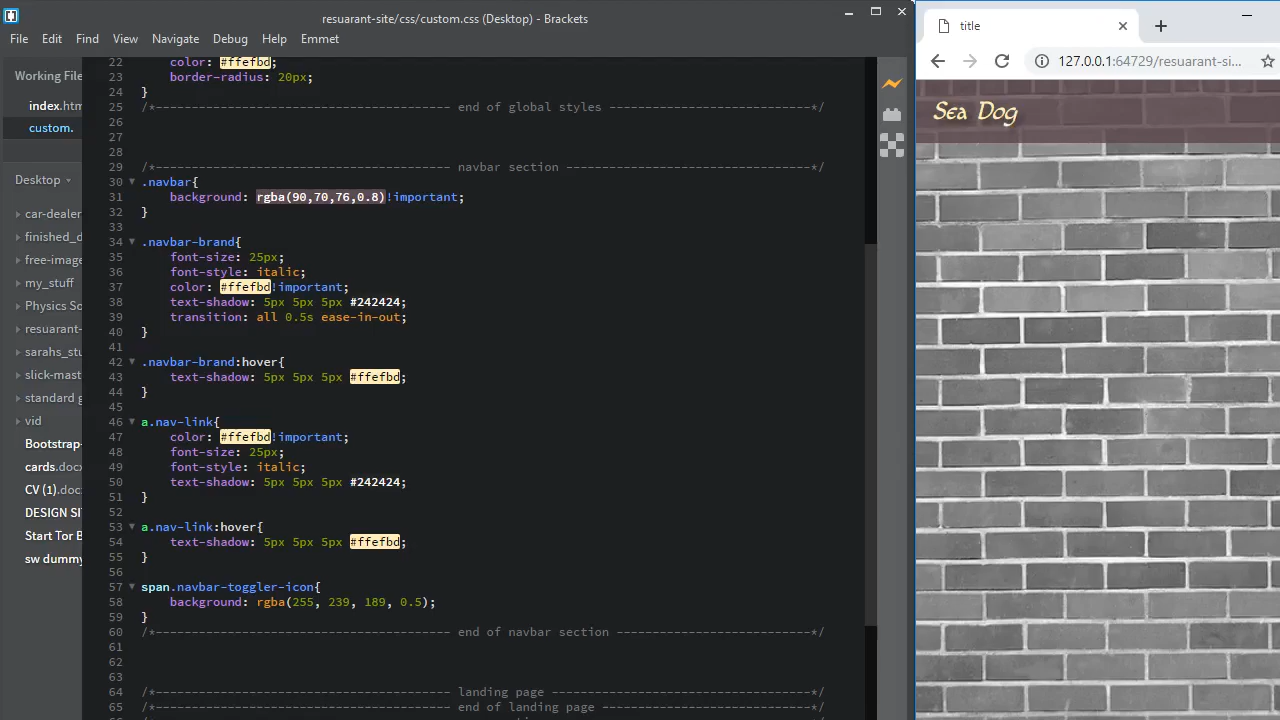 resuarant-site/css/custom.css (Desktop) - Brackets
File Edit Find View Navigate Debug Help Emmet
Working File
index.htm
custom.
Desktop
car-dealer
finished_d
free-image
my_stuff
Physics So
resuarant-
sarahs_stu
slick-mast
standard g
vid
Bootstrap-
cards.docx
CV (1).doc
DESIGN SIT
Start Tor B
sw dummy
22 color: #ffefbd;
23 border-radius: 20px;
24 }
25 /*----------------------------------------- end of global styles ----------------------------*/
26
27
28
29 /*----------------------------------------- navbar section ----------------------------------*/
30 .navbar{
31 background: rgba(90,70,76,0.8)!important;
32 }
33
34 .navbar-brand{
35 font-size: 25px;
36 font-style: italic;
37 color: #ffefbd!important;
38 text-shadow: 5px 5px 5px #242424;
39 transition: all 0.5s ease-in-out;
40 }
41
42 .navbar-brand:hover{
43 text-shadow: 5px 5px 5px #ffefbd;
44 }
45
46 a.nav-link{
47 color: #ffefbd!important;
48 font-size: 25px;
49 font-style: italic;
50 text-shadow: 5px 5px 5px #242424;
51 }
52
53 a.nav-link:hover{
54 text-shadow: 5px 5px 5px #ffefbd;
55 }
56
57 span.navbar-toggler-icon{
58 background: rgba(255, 239, 189, 0.5);
59 }
60 /*----------------------------------------- end of navbar section ---------------------------*/
61
62
63
64 /*----------------------------------------- landing page ------------------------------------*/
65 /*----------------------------------------- end of landing page -----------------------------*/
title
127.0.0.1:64729/resuarant-si...
Sea Dog